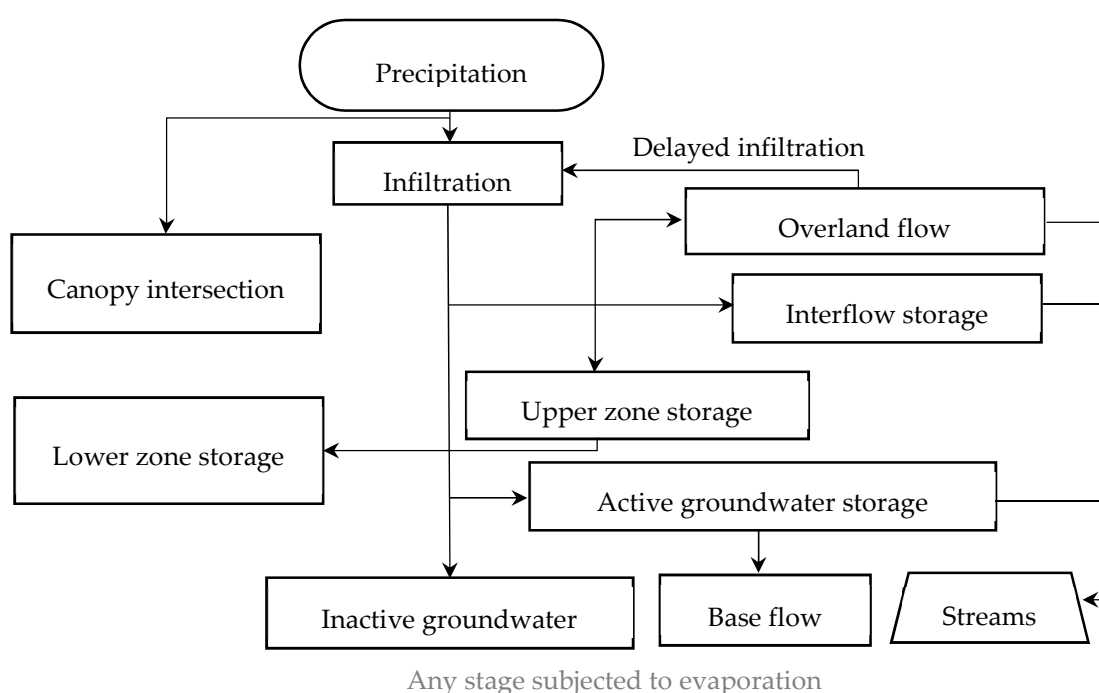 Precipitation
Delayed infiltration
Infiltration
Overland flow
Canopy intersection
Interflow storage
Upper zone storage
Lower zone storage
Active groundwater storage
Inactive groundwater
Base flow
Streams
Any stage subjected to evaporation